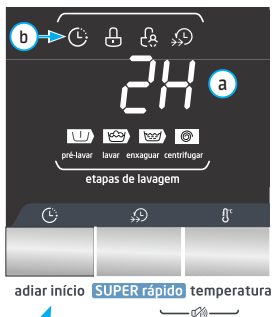 b
2H
a
pré-lavar lavar enxaguar centrifugar
etapas de lavagem
°c
adiar início SUPER rápido temperatura